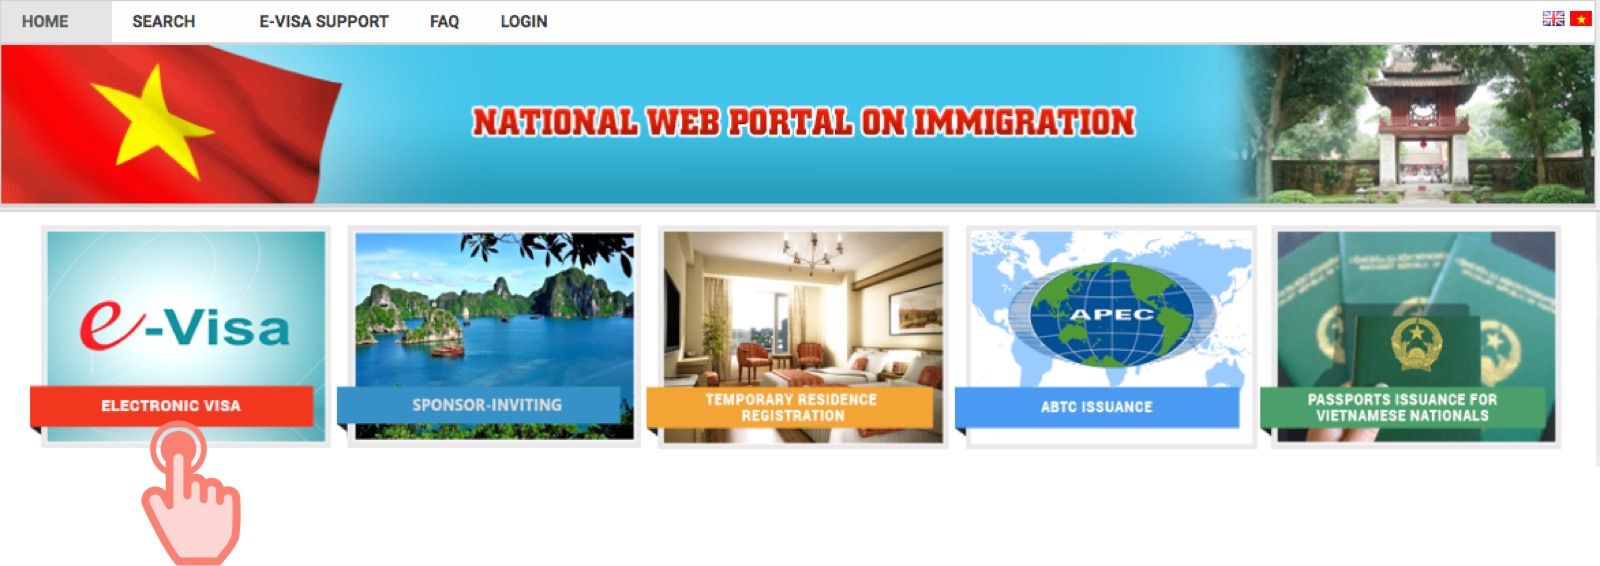 HOME SEARCH E-VISA SUPPORT FAQ LOGIN
NATIONAL WEB PORTAL ON IMMIGRATION
e-Visa
ELECTRONIC VISA
SPONSOR-INVITING
TEMPORARY RESIDENCE
REGISTRATION
APEC
ABTC ISSUANCE
PASSPORTS ISSUANCE FOR
VIETNAMESE NATIONALS